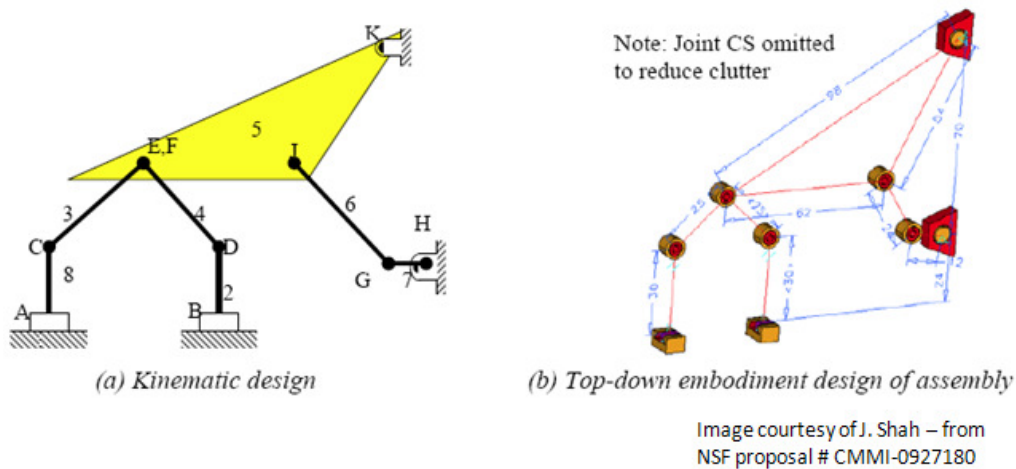 K
5
E,F
I
3
4
6
H
C
D
8
G
7
A
B
2
(a) Kinematic design
Note: Joint CS omitted
to reduce clutter
98
70
25
62
30
<30>
24
2
(b) Top-down embodiment design of assembly
Image courtesy of J. Shah – from
NSF proposal # CMMI-0927180